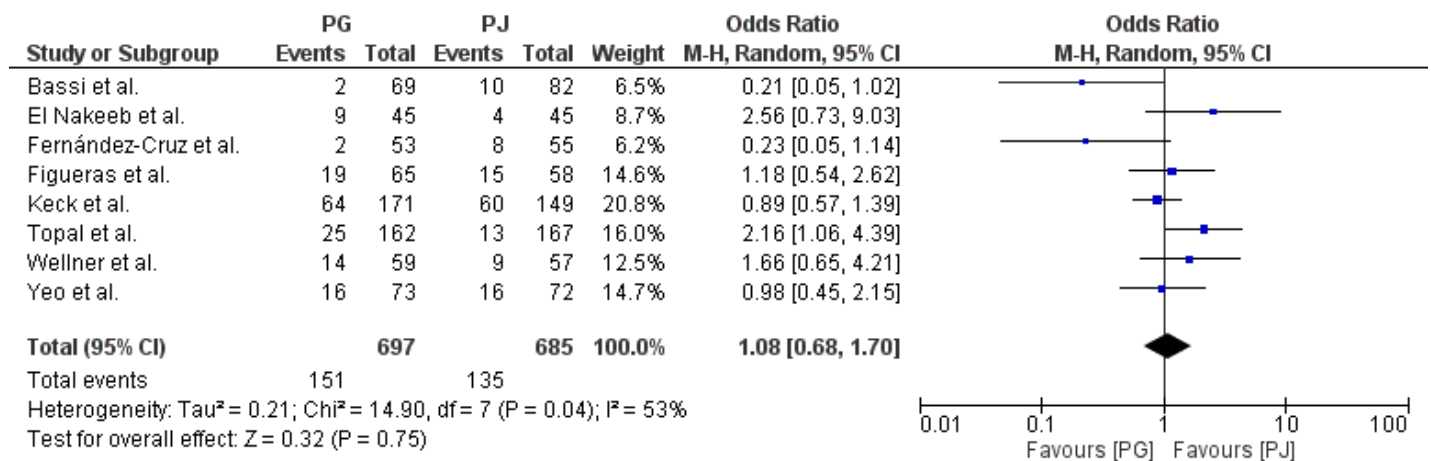 PG PJ Odds Ratio Odds Ratio
Study or Subgroup Events Total Events Total Weight M-H, Random, 95% CI M-H, Random, 95% CI
Bassi et al. 2 69 10 82 6.5% 0.21 [0.05, 1.02]
El Nakeeb et al. 9 45 4 45 8.7% 2.56 [0.73, 9.03]
Fernández-Cruz et al. 2 53 8 55 6.2% 0.23 [0.05, 1.14]
Figueras et al. 19 65 15 58 14.6% 1.18 [0.54, 2.62]
Keck et al. 64 171 60 149 20.8% 0.89 [0.57, 1.39]
Topal et al. 25 162 13 167 16.0% 2.16 [1.06, 4.39]
Wellner et al. 14 59 9 57 12.5% 1.66 [0.65, 4.21]
Yeo et al. 16 73 16 72 14.7% 0.98 [0.45, 2.15]
Total (95% CI) 697 685 100.0% 1.08 [0.68, 1.70]
Total events 151 135
Heterogeneity: Tau² = 0.21; Chi² = 14.90, df = 7 (P = 0.04); I² = 53%
Test for overall effect: Z = 0.32 (P = 0.75)
0.01 0.1 1 10 100
Favours [PG] Favours [PJ]